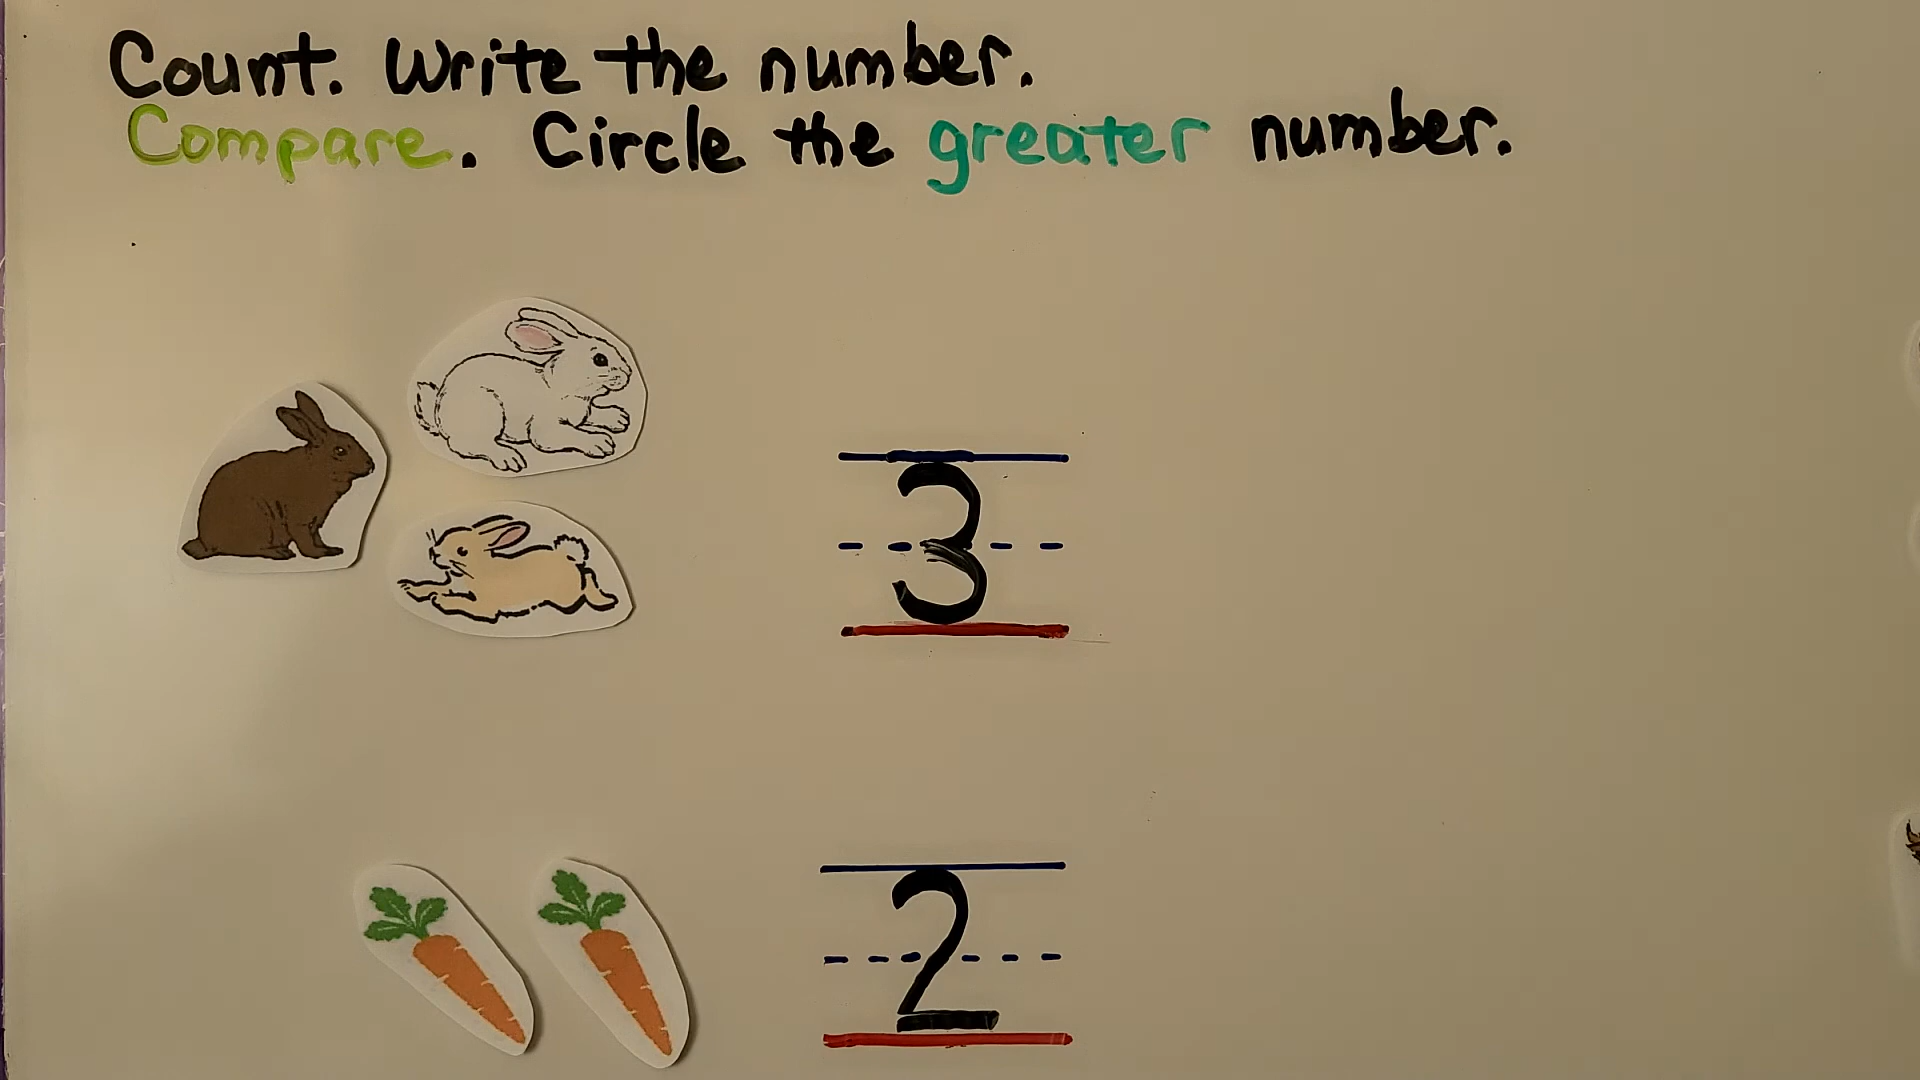 Count. Write the number.
Compare. Circle the greater number.
3
2